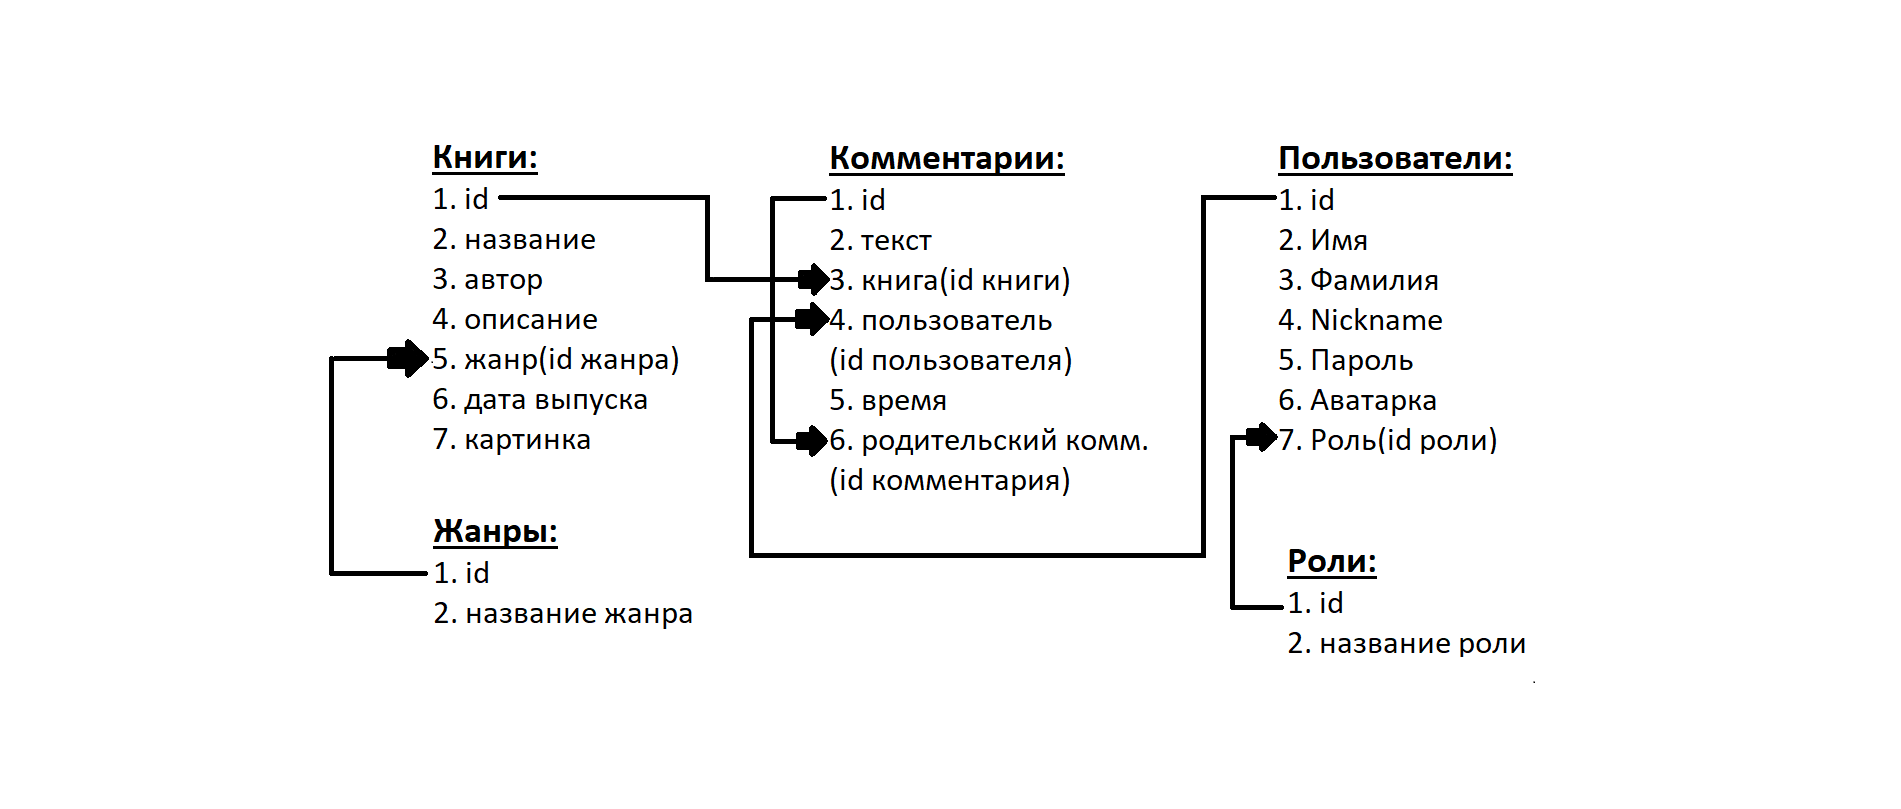 Книги:
1. id
2. название
3. автор
4. описание
5. жанр(id жанра)
6. дата выпуска
7. картинка
Жанры:
1. id
2. название жанра
Комментарии:
1. id
2. текст
3. книга(id книги)
4. пользователь
(id пользователя)
5. время
6. родительский комм.
(id комментария)
Пользователи:
1. id
2. Имя
3. Фамилия
4. Nickname
5. Пароль
6. Аватарка
7. Роль(id роли)
Роли:
1. id
2. название роли